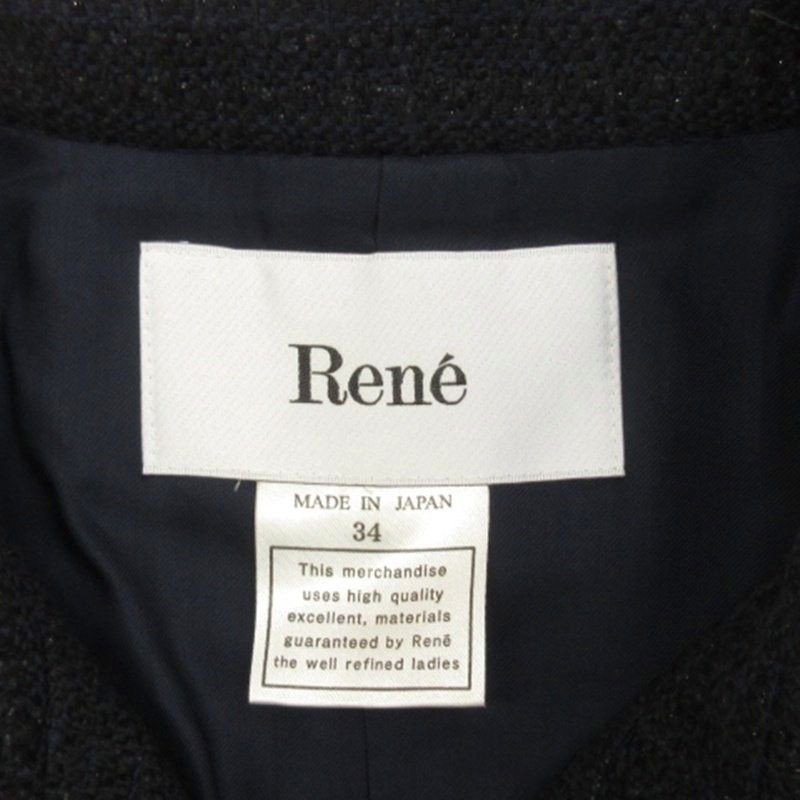 René
MADE IN JAPAN
34
This merchandise
uses high quality
excellent, materials
guaranteed by René
the well refined ladies